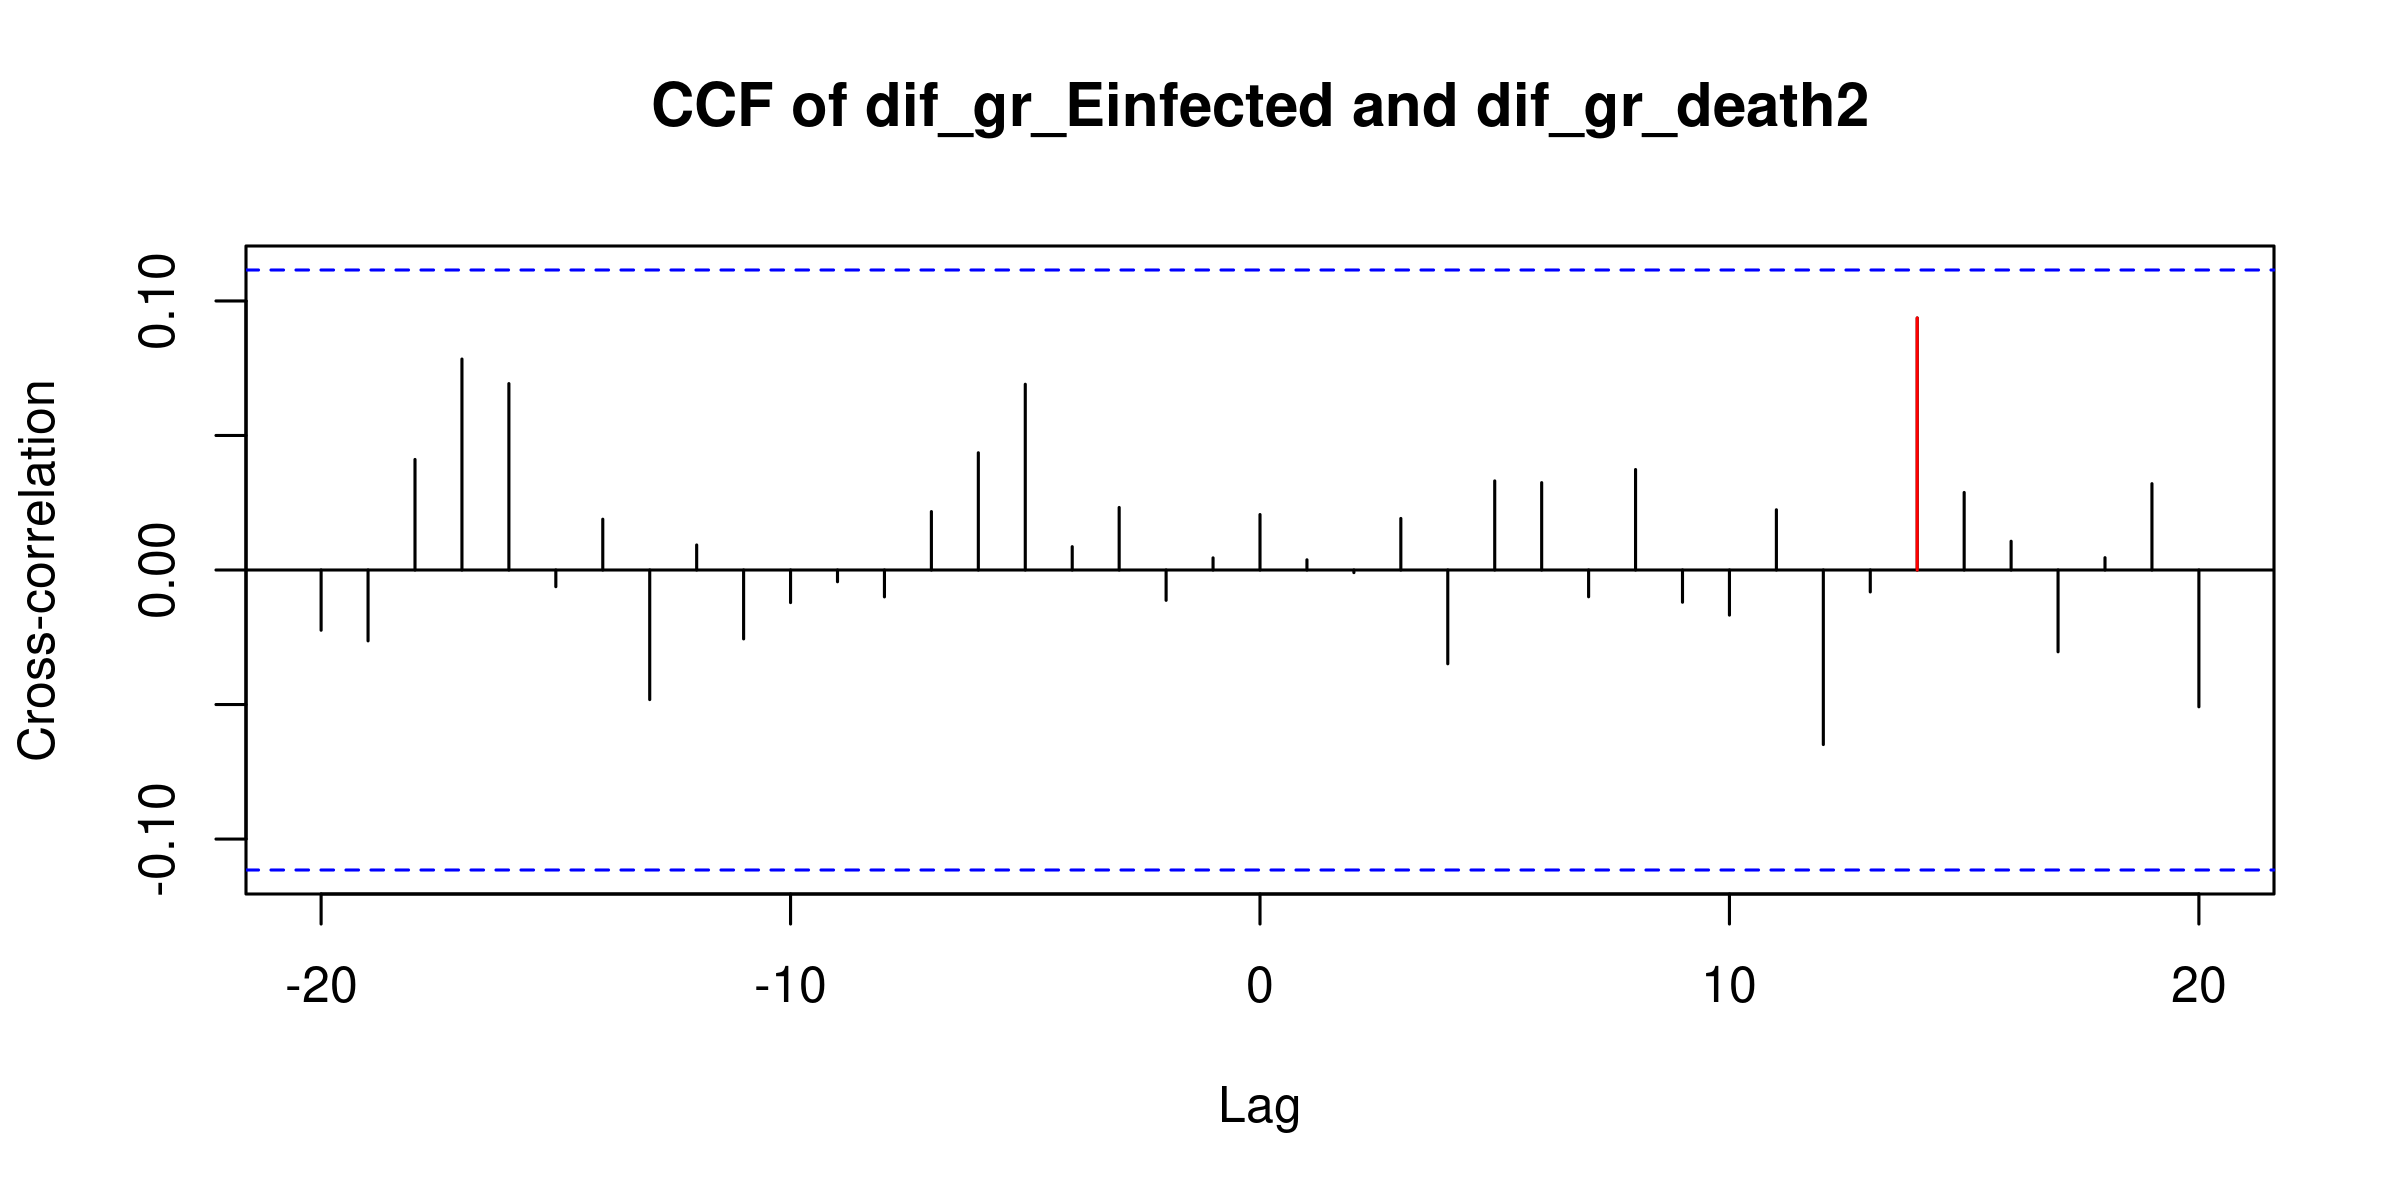 CCF of dif_gr_Einfected and dif_gr_death2
Cross-correlation
0.10
0.00
-0.10
-20 -10 0 10 20
Lag